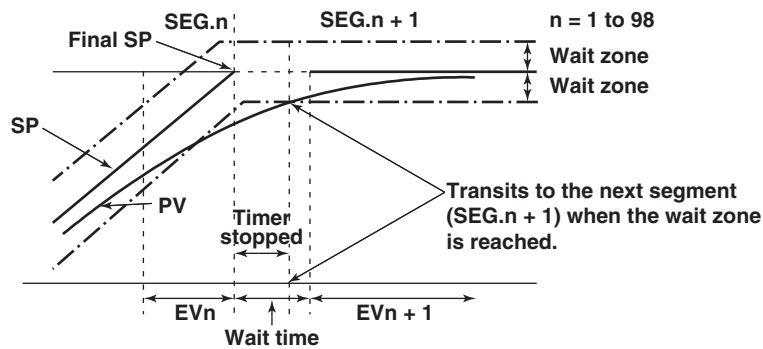 SEG.n
SEG.n + 1
n = 1 to 98
Final SP
Wait zone
Wait zone
SP
PV
Timer
stopped
Transits to the next segment
(SEG.n + 1) when the wait zone
is reached.
EVn
EVn + 1
Wait time